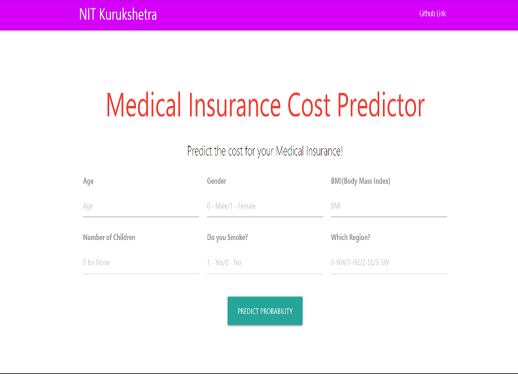 NIT Kurukshetra
Github Link
Medical Insurance Cost Predictor
Predict the cost for your Medical Insurance!
Age
Gender
BMI(Body Mass Index)
Age
0 - Male/1 - Female
BMI
Number of Children
Do you Smoke?
Which Region?
0 for None
1 - Yes/0 - No
0-NW/1-NE/2-SE/3-SW
PREDICT PROBABILITY